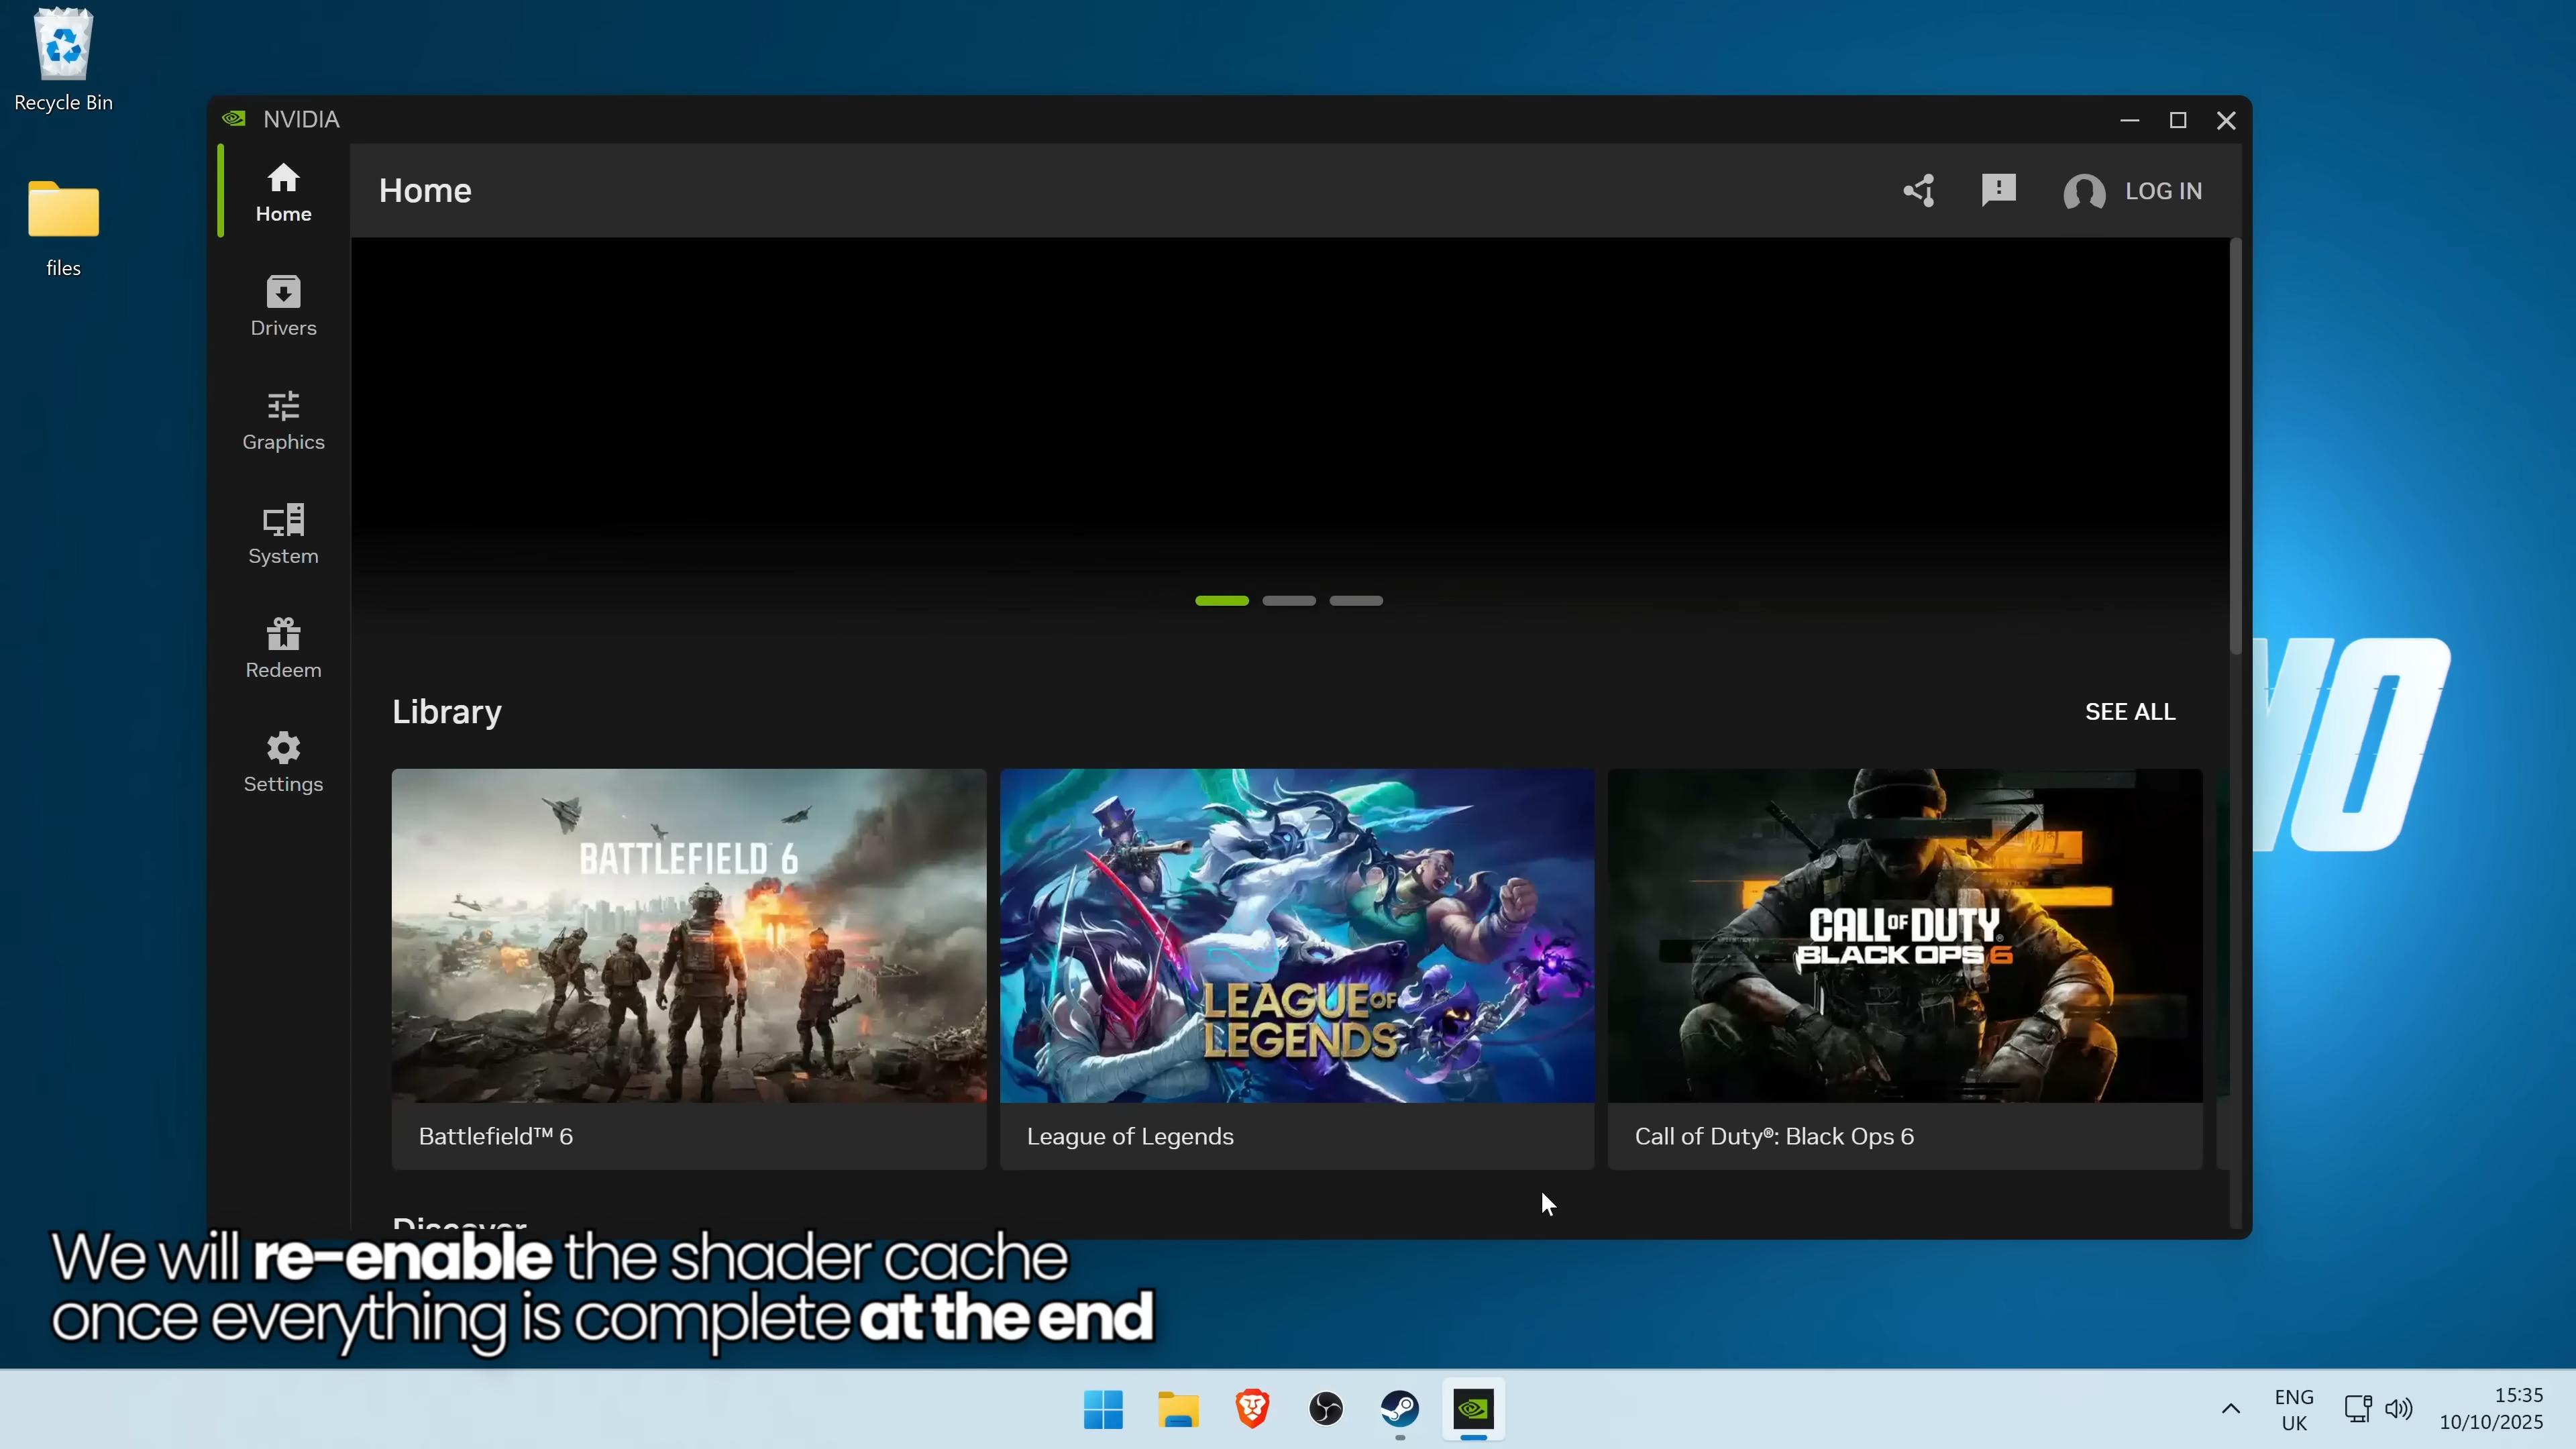 Recycle Bin
files
NVIDIA
Home
Drivers
Graphics
System
Redeem
Settings
Home
LOG IN
Library
SEE ALL
BATTLEFIELD™ 6
Battlefield™ 6
LEAGUE OF
LEGENDS
League of Legends
CALL OF DUTY®
BLACK OPS 6
Call of Duty®: Black Ops 6
Discover
We will re-enable the shader cache
once everything is complete at the end
ENG
UK
15:35
10/10/2025